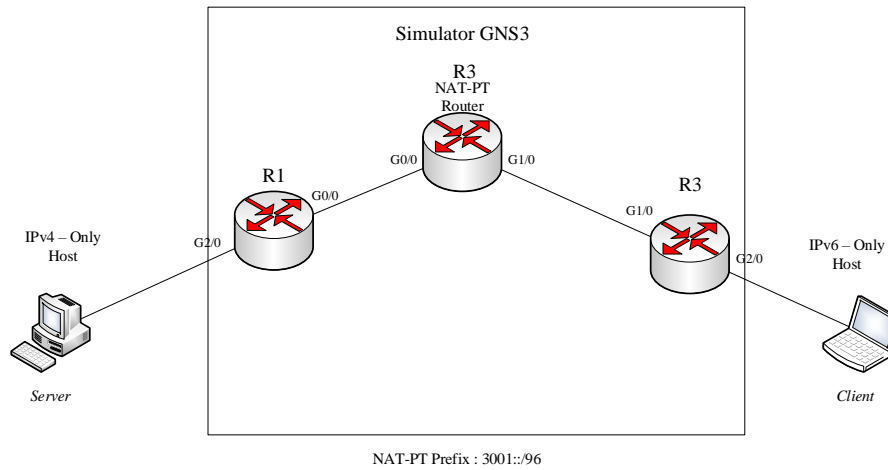 Simulator GNS3
R3
NAT-PT
Router
G0/0
G1/0
R1
G0/0
R3
G1/0
IPv4 – Only
Host
G2/0
G2/0
IPv6 – Only
Host
Server
Client
NAT-PT Prefix : 3001::/96